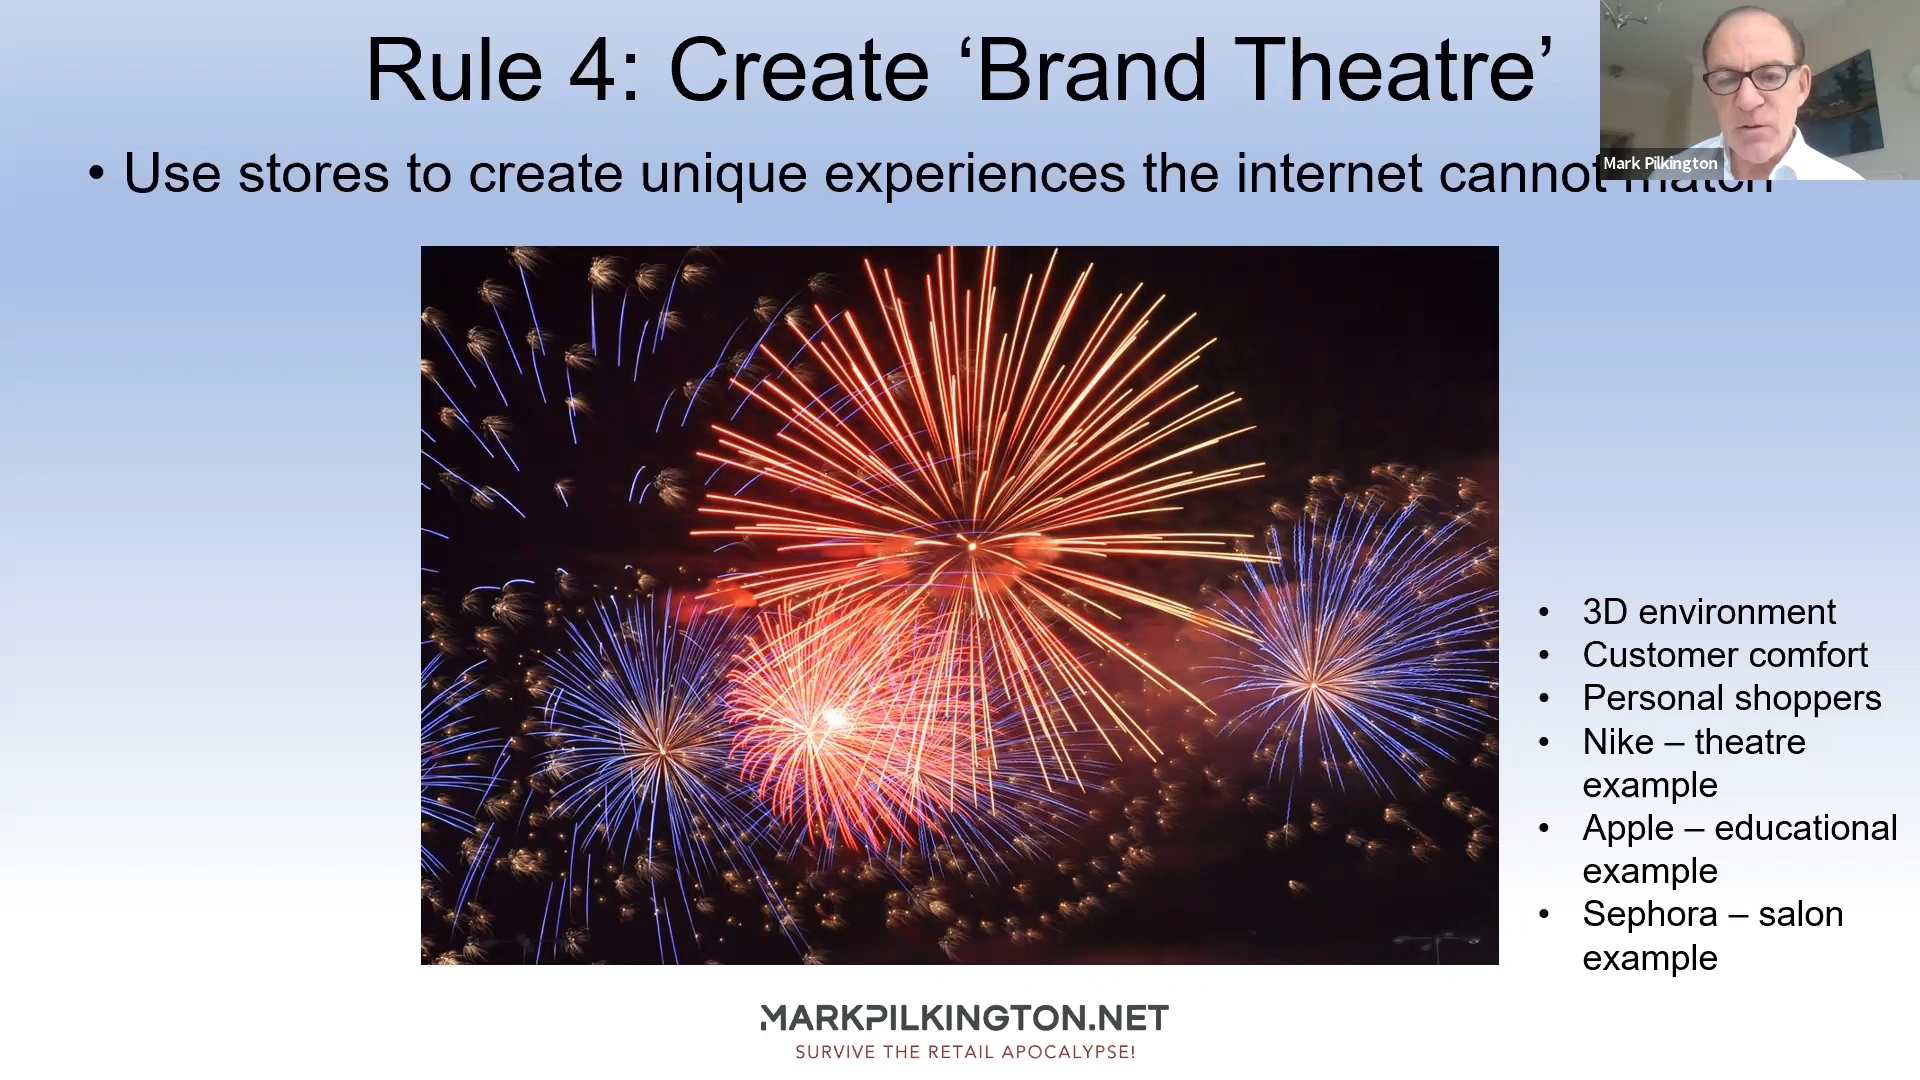 Rule 4: Create ‘Brand Theatre’
• Use stores to create unique experiences the internet cannot match
Mark Pilkington
• 3D environment
• Customer comfort
• Personal shoppers
• Nike – theatre
example
• Apple – educational
example
• Sephora – salon
example
MARKPILKINGTON.NET
SURVIVE THE RETAIL APOCALYPSE!